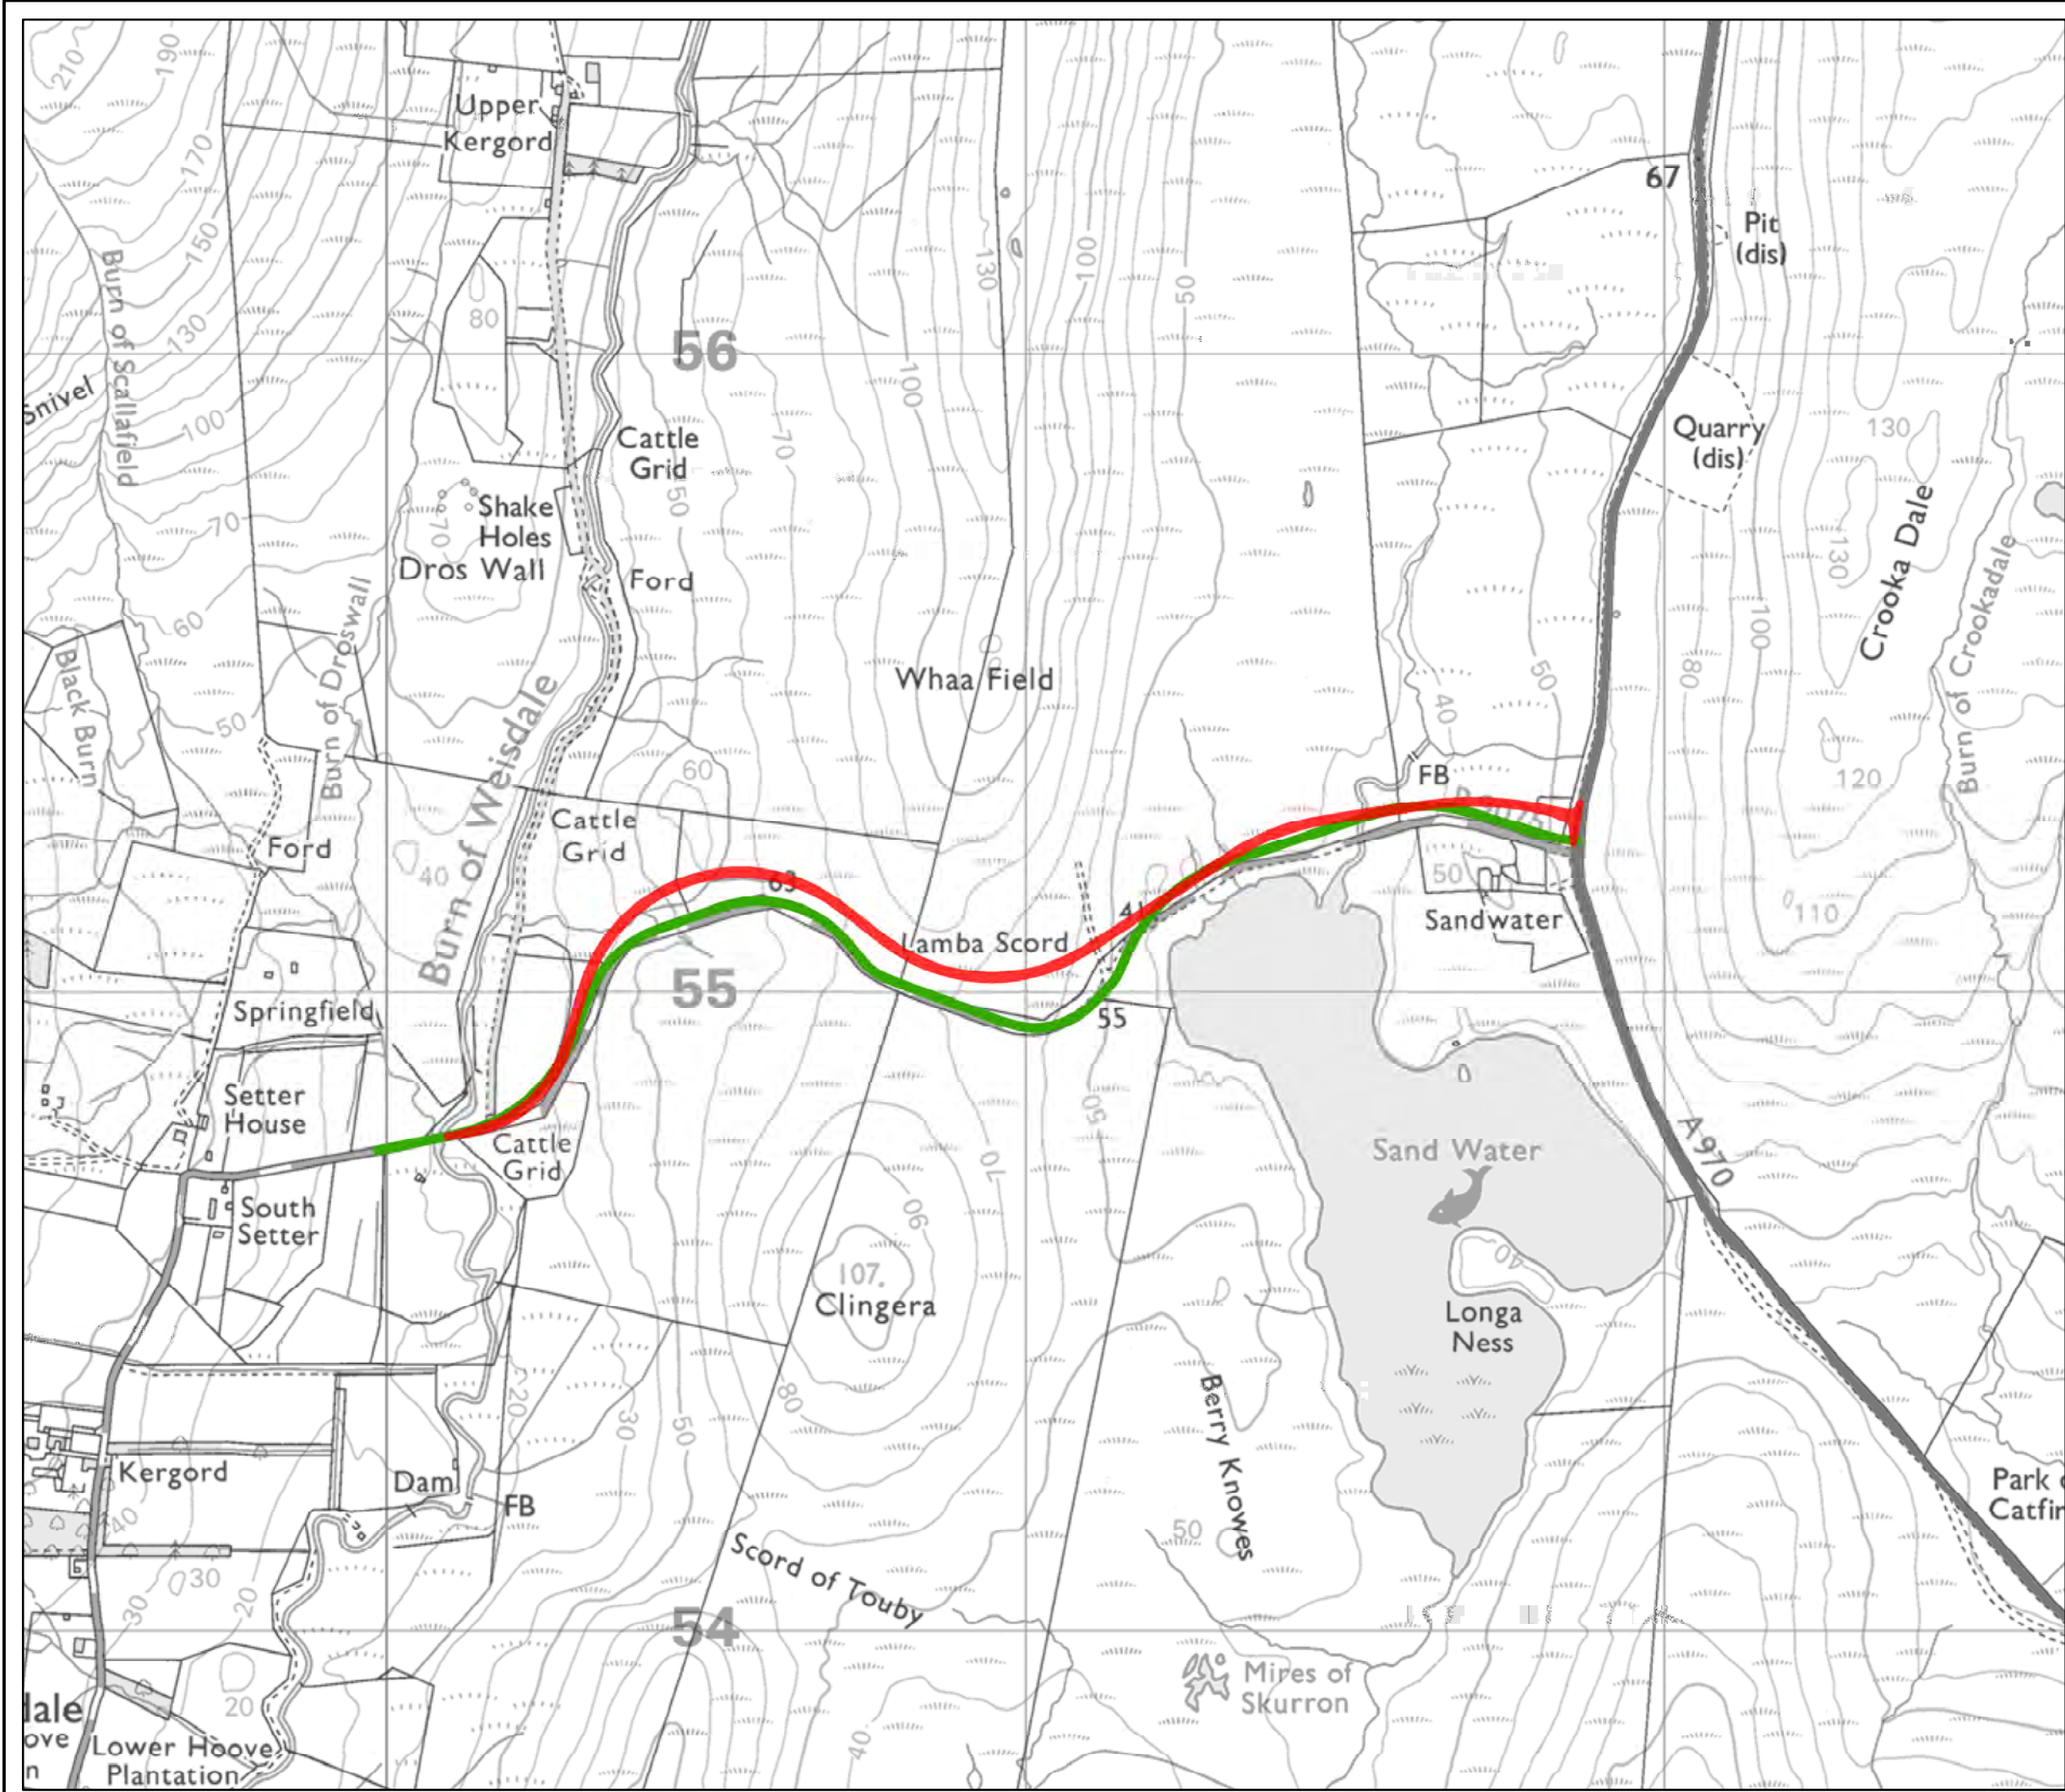 210
190
Upper
Kergord
67
170
Pit
(dis)
150
130
100
130
50
80
130
Burn of Scallafield
56
100
Snivel
100
Cattle
Grid
70
Quarry
(dis)
130
50
Shake
Holes
70
70
Dros Wall
Ford
130
Crooka Dale
Burn of Crookadale
60
Burn of Droswall
100
Black Burn
Whaa Field
50
80
50
40
Burn of Weisdale
60
FB
120
Cattle
Grid
Ford
40
63
50
Lamba Scord
41
Sandwater
110
55
Springfield
55
Setter
House
50
Cattle
Grid
Sand Water
A970
70
South
Setter
90
40
107
Clingera
Longa
Ness
20
80
30
50
Berry Knowes
Kergord
Dam
FB
40
Park
50
Scord of Touby
30
30
20
54
Mires of
Skurron
20
40
Lower Hoove
Plantation